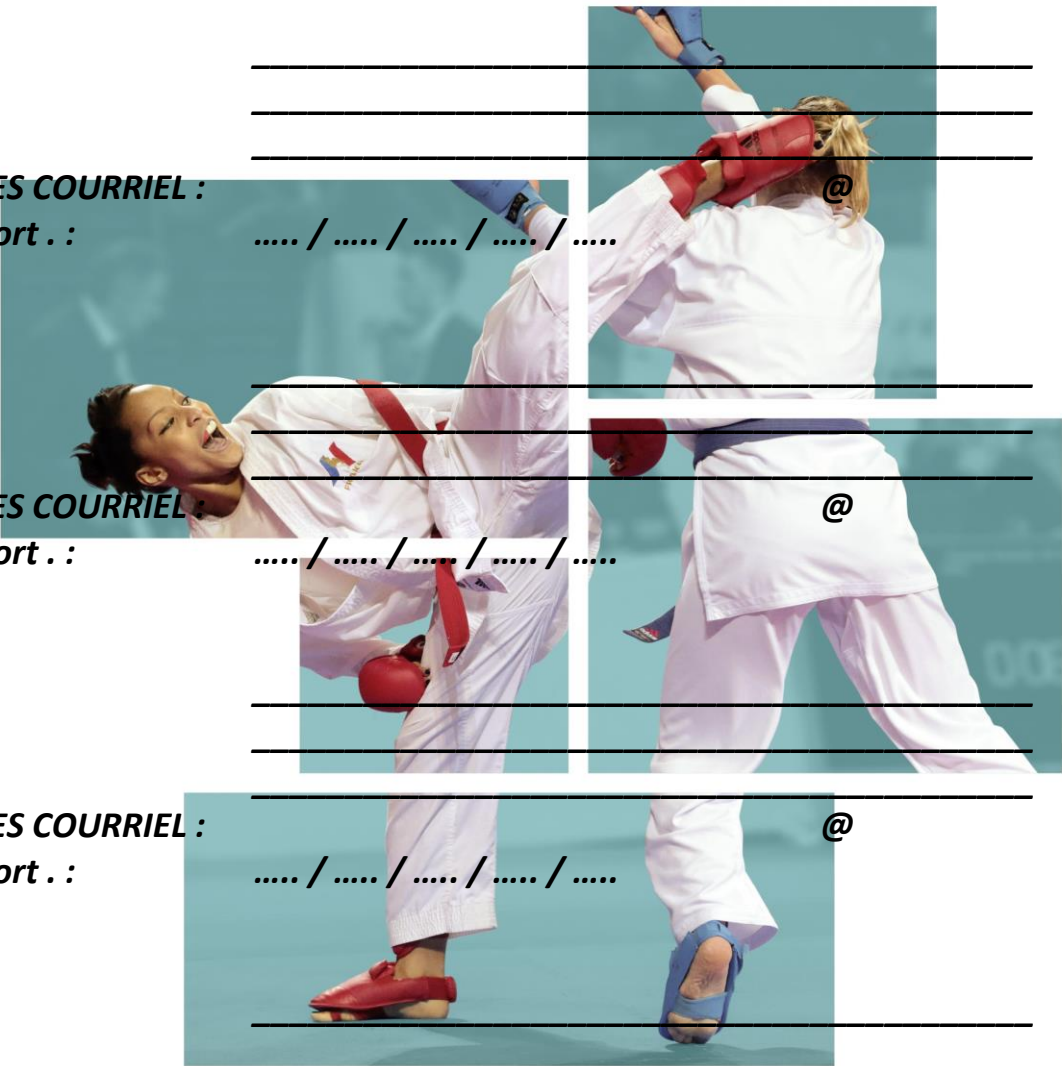 ES COURRIEL : @
ort . : ..... / ..... / ..... / ..... / .....
ES COURRIEL : @
ort . : ..... / ..... / ..... / ..... / .....
ES COURRIEL : @
ort . : ..... / ..... / ..... / ..... / .....